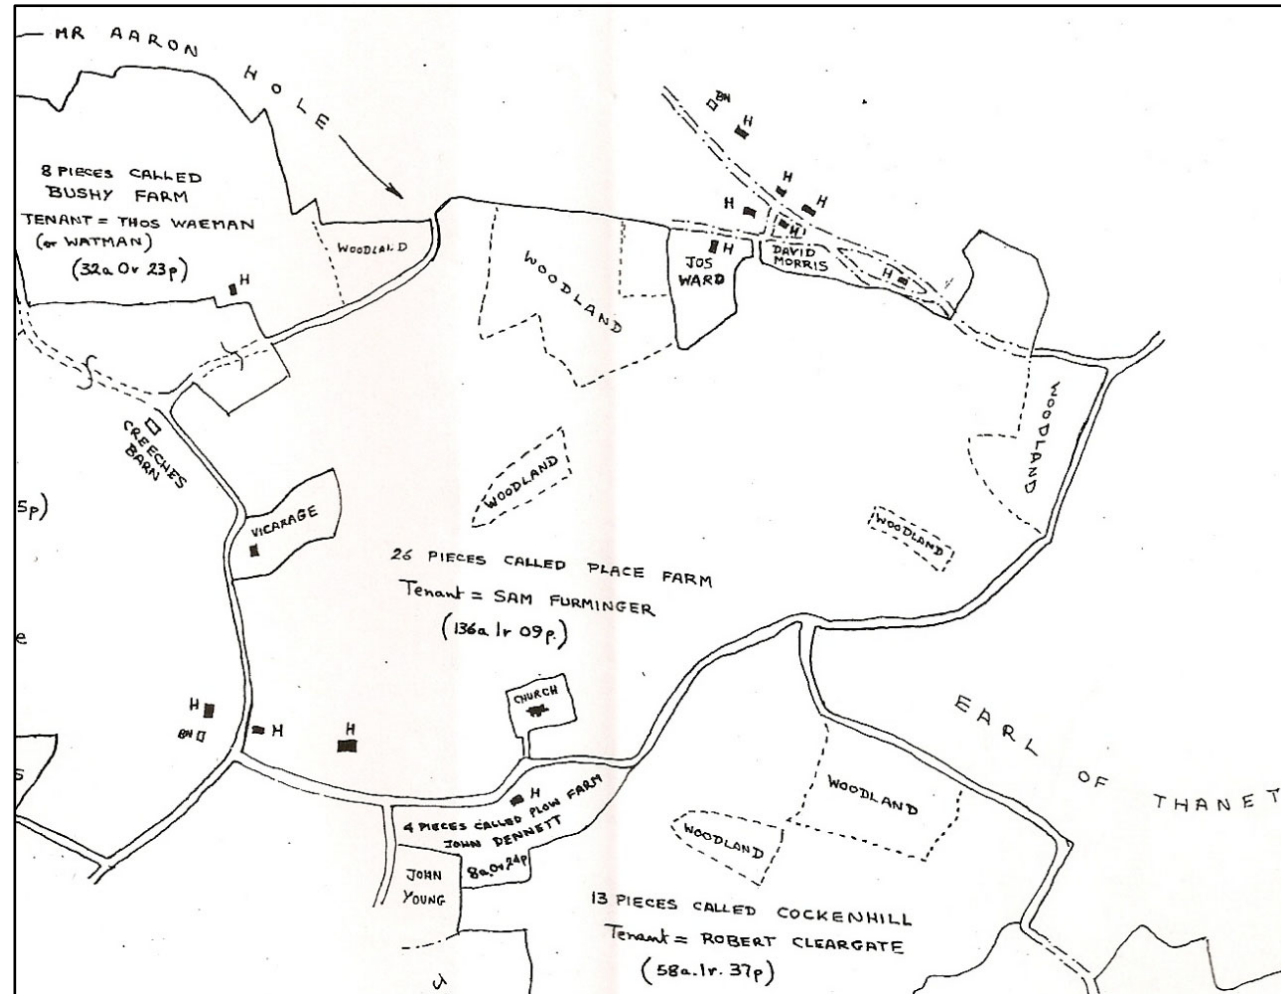 MR AARON HOLE
8 PIECES CALLED
BUSHY FARM
TENANT = THOS WAEMAN
(or WATMAN)
(32a 0r 23p)
H
WOODLAND
WOODLAND
BN
H
H
H
H
H
H
JOS
WARD
DAVID
MORRIS
H
WOODLAND
CREECHES
BARN
5p)
VICARAGE
WOODLAND
WOODLAND
26 PIECES CALLED PLACE FARM
Tenant = SAM FURMINGER
(136a 1r 09p.)
e
CHURCH
H
BN
H
H
s
EARL OF THANET
H
4 PIECES CALLED PLOW FARM
JOHN DENNETT
8a 0r 24p
WOODLAND
WOODLAND
JOHN
YOUNG
13 PIECES CALLED COCKENHILL
Tenant = ROBERT CLEARGATE
(58a. 1r. 37p)